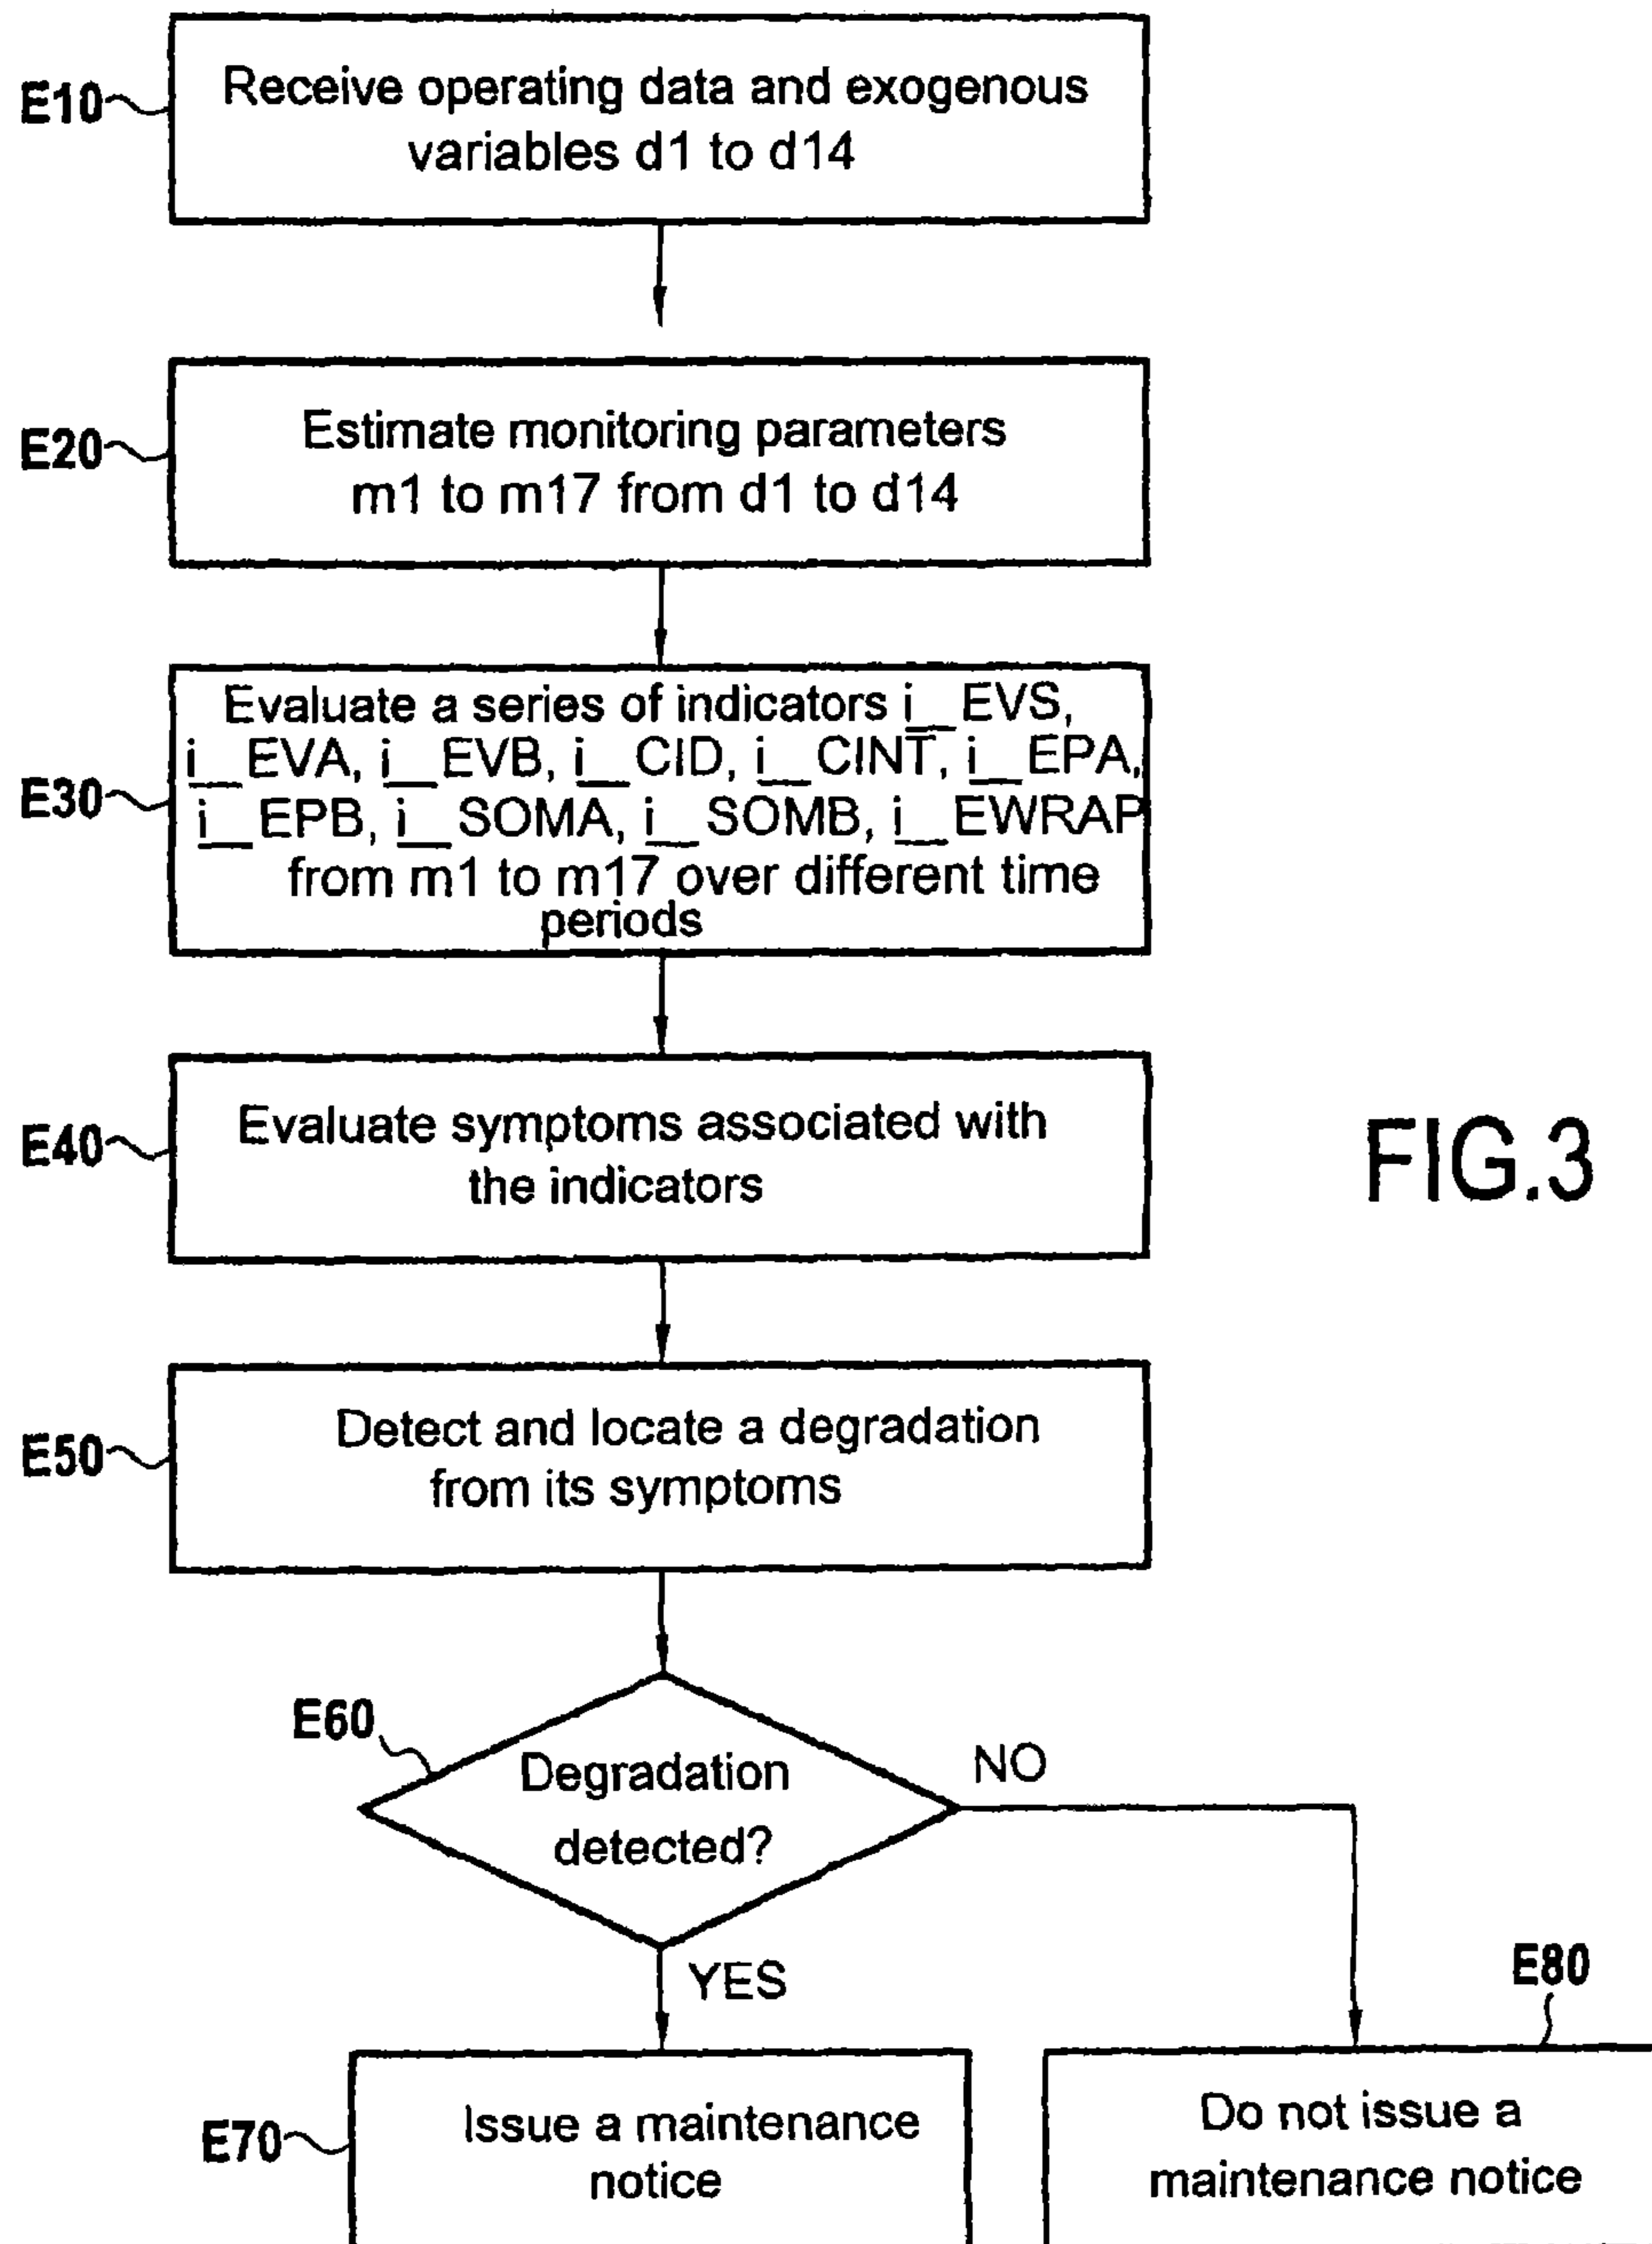 E10
Receive operating data and exogenous
variables d1 to d14
E20
Estimate monitoring parameters
m1 to m17 from d1 to d14
E30
Evaluate a series of indicators i_EVS,
i_EVA, i_EVB, i_CID, i_CINT, i_EPA,
i_EPB, i_SOMA, i_SOMB, i_EWRAP
from m1 to m17 over different time
periods
E40
Evaluate symptoms associated with
the indicators
FIG.3
E50
Detect and locate a degradation
from its symptoms
E60
Degradation
detected?
NO
YES
E80
E70
Issue a maintenance
notice
Do not issue a
maintenance notice